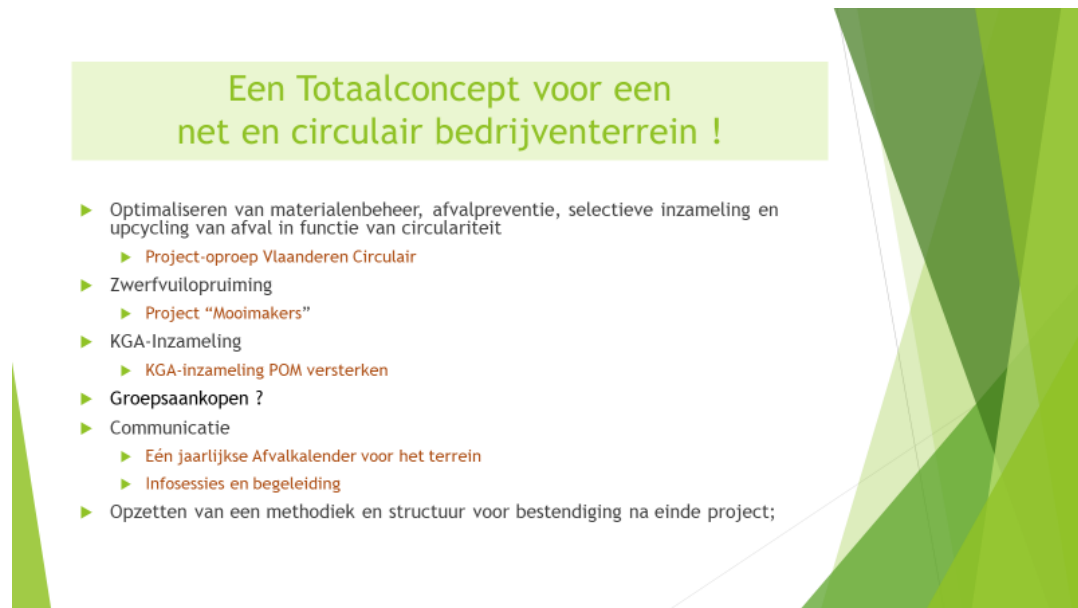 Een Totaalconcept voor een
net en circulair bedrijventerrein !
Optimaliseren van materialenbeheer, afvalpreventie, selectieve inzameling en
upcycling van afval in functie van circulariteit
Project-oproep Vlaanderen Circulair
Zwerfvuilopruiming
Project “Mooimakers”
KGA-Inzameling
KGA-inzameling POM versterken
Groepsaankopen ?
Communicatie
Eén jaarlijkse Afvalkalender voor het terrein
Infosessies en begeleiding
Opzetten van een methodiek en structuur voor bestendiging na einde project;